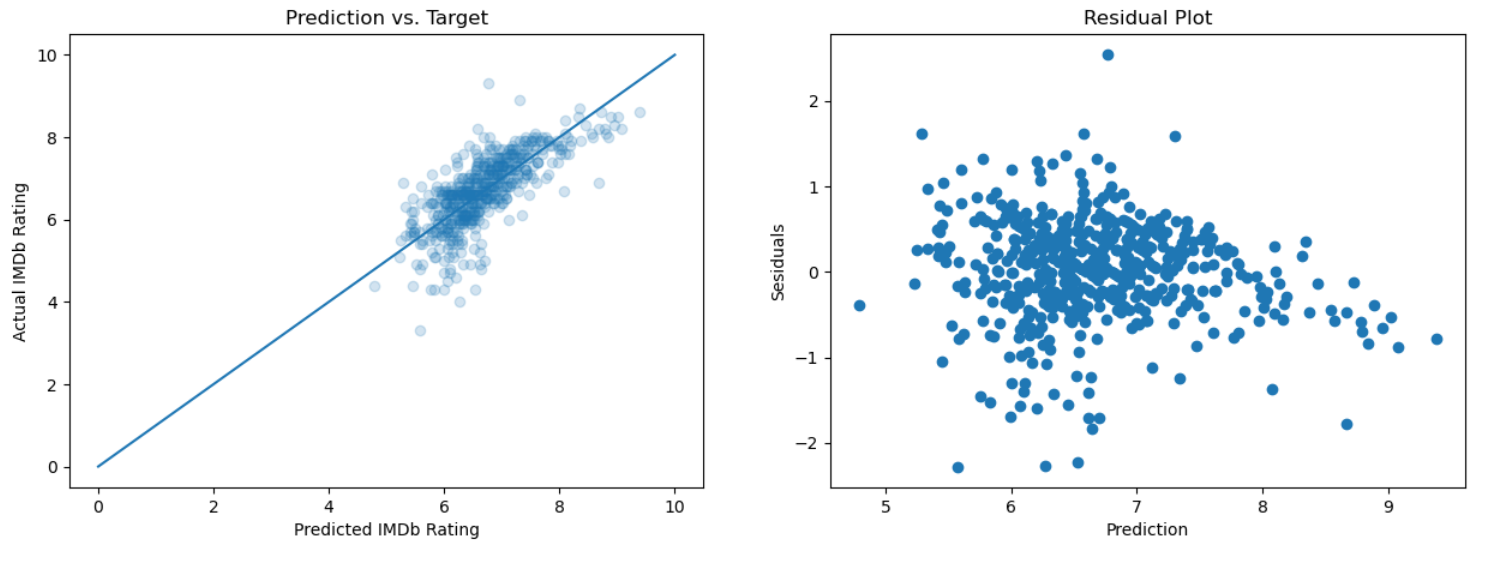 Prediction vs. Target
Actual IMDb Rating
10
8
6
4
2
0
0 2 4 6 8 10
Predicted IMDb Rating
Residual Plot
Sesiduals
2
1
0
−1
−2
5 6 7 8 9
Prediction